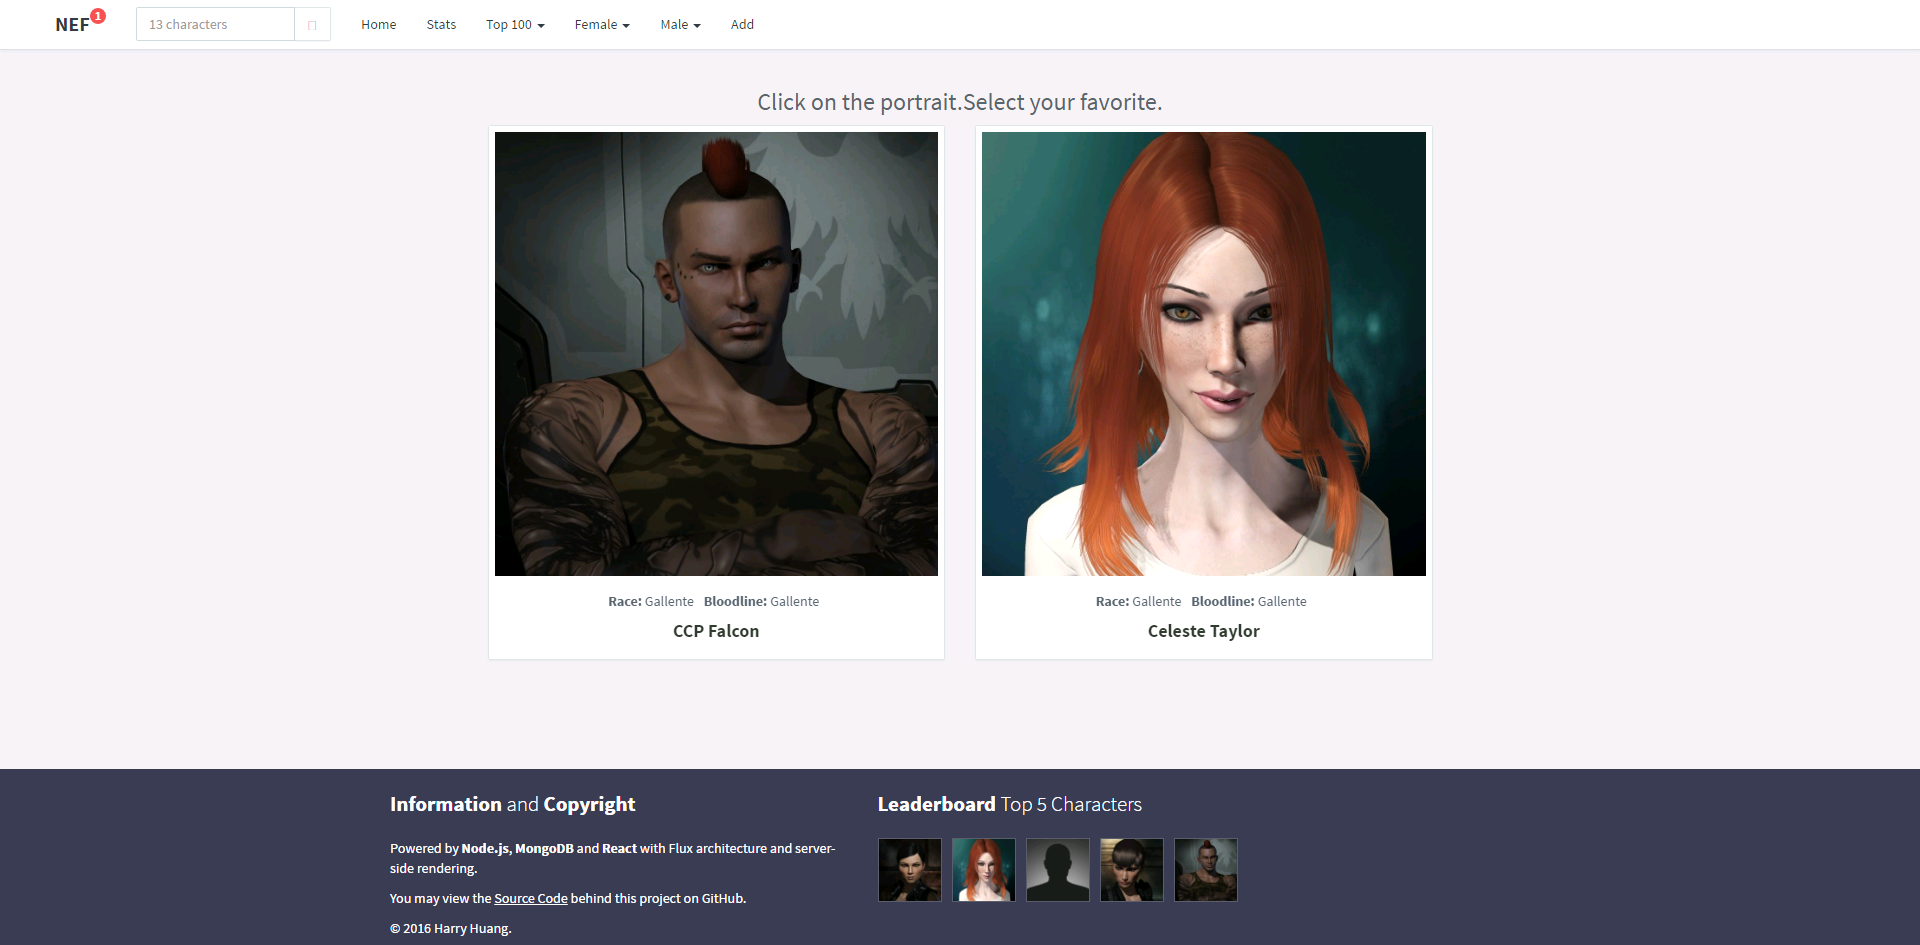 NEF 1 13 characters Home Stats Top 100 Female Male Add
Click on the portrait.Select your favorite.
Race: Gallente Bloodline: Gallente
CCP Falcon
Race: Gallente Bloodline: Gallente
Celeste Taylor
Information and Copyright
Powered by Node.js, MongoDB and React with Flux architecture and server-
side rendering.
You may view the Source Code behind this project on GitHub.
© 2016 Harry Huang.
Leaderboard Top 5 Characters